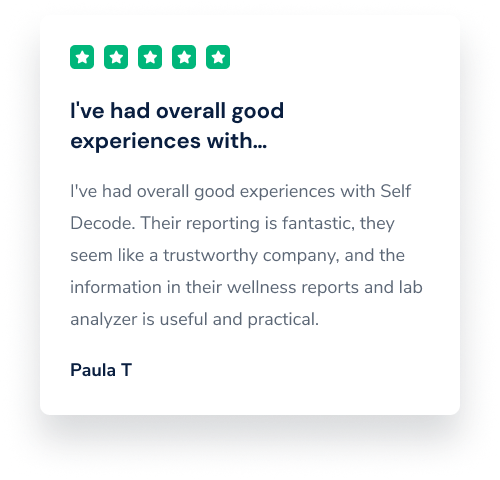 I've had overall good
experiences with...
I've had overall good experiences with Self
Decode. Their reporting is fantastic, they
seem like a trustworthy company, and the
information in their wellness reports and lab
analyzer is useful and practical.
Paula T